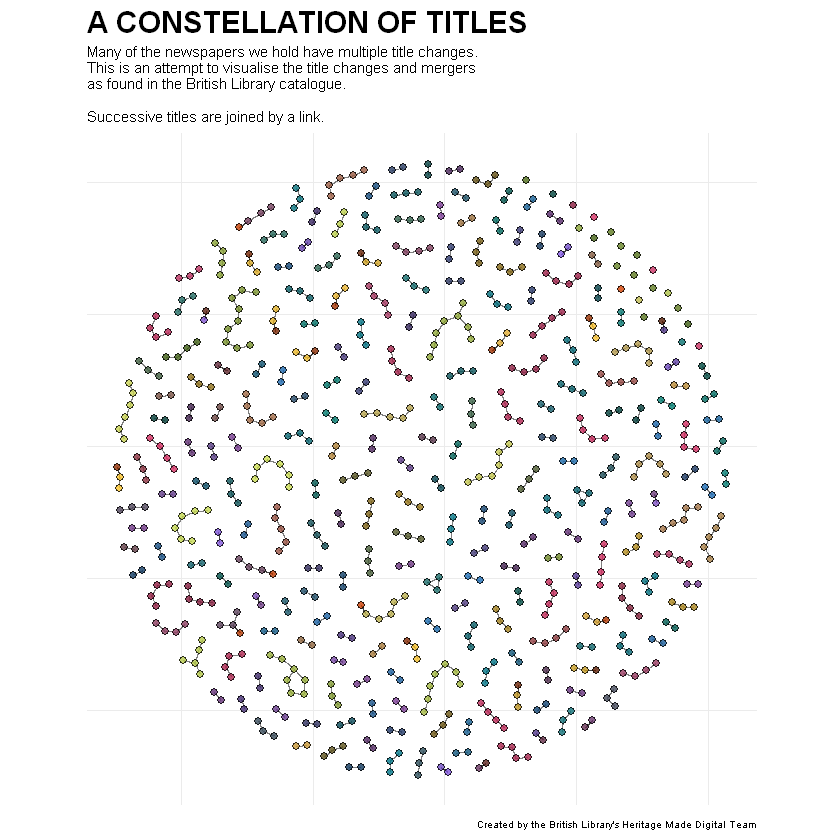 A CONSTELLATION OF TITLES
Many of the newspapers we hold have multiple title changes.
This is an attempt to visualise the title changes and mergers
as found in the British Library catalogue.
Successive titles are joined by a link.
Created by the British Library's Heritage Made Digital Team